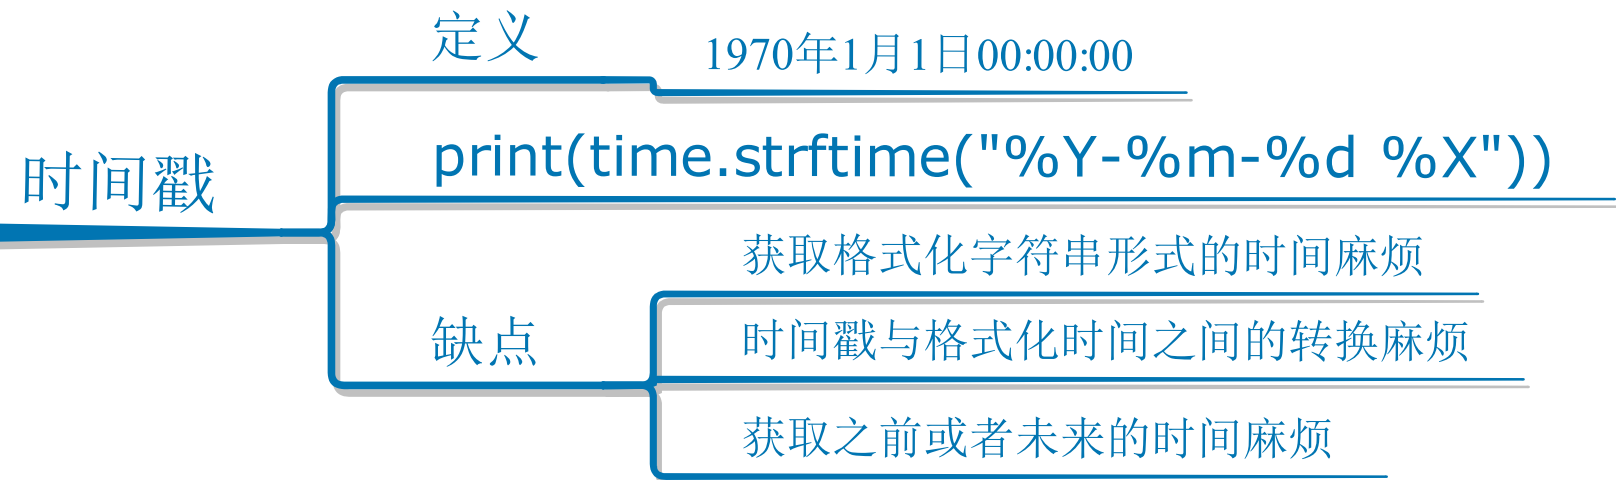 定义
1970年1月1日00:00:00
print(time.strftime("%Y-%m-%d %X"))
时间戳
获取格式化字符串形式的时间麻烦
时间戳与格式化时间之间的转换麻烦
缺点
获取之前或者未来的时间麻烦